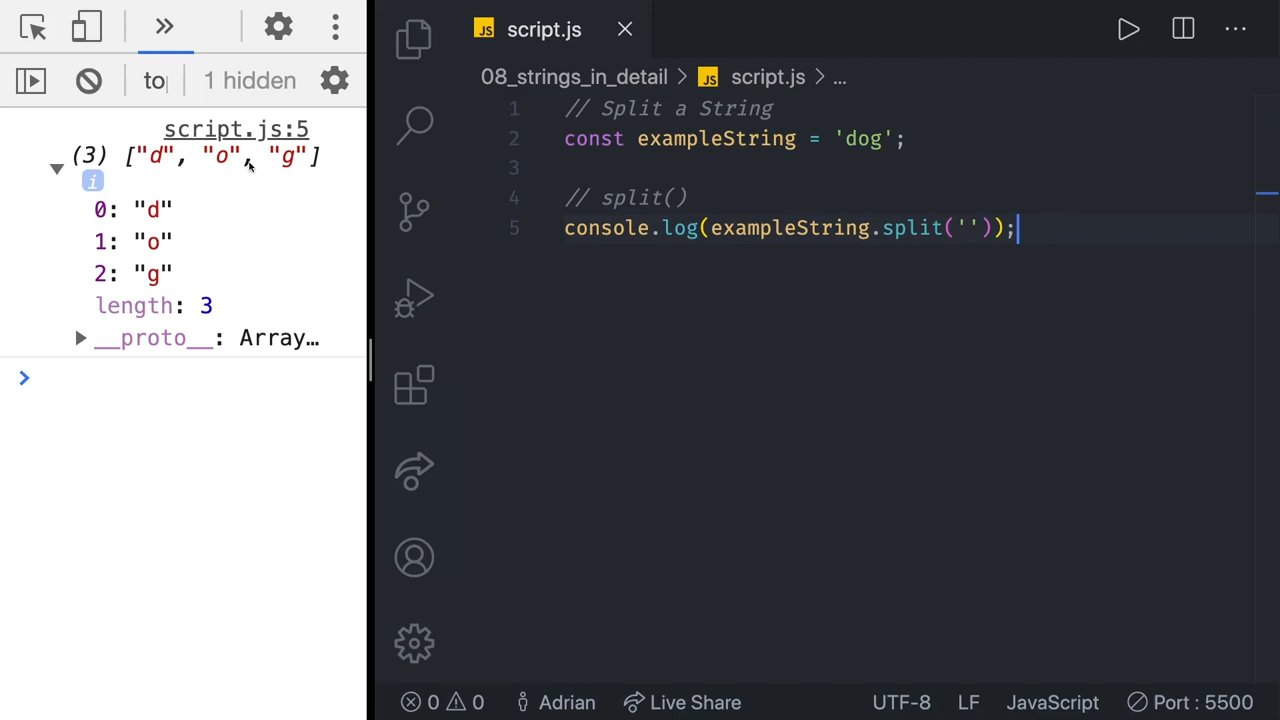 to
1 hidden
script.js:5
(3) ["d", "o", "g"]
i
0: "d"
1: "o"
2: "g"
length: 3
__proto__: Array…
JS script.js
08_strings_in_detail > JS script.js > ...
1 // Split a String
2 const exampleString = 'dog';
3
4 // split()
5 console.log(exampleString.split(''));
0 0 Adrian Live Share UTF-8 LF JavaScript Port : 5500